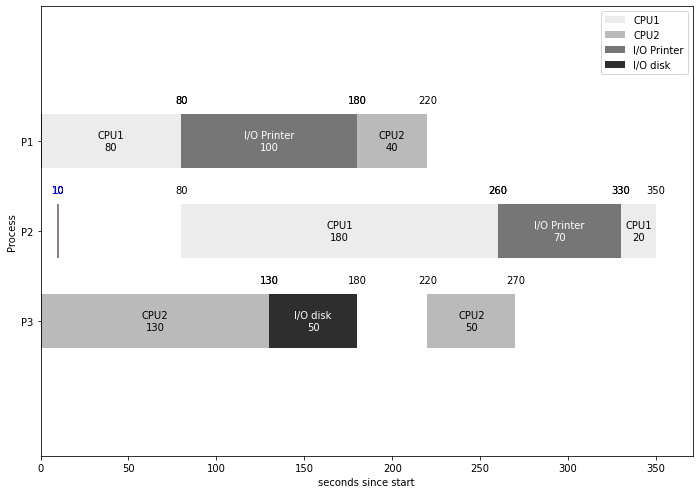 CPU1
CPU2
I/O Printer
I/O disk
80
180
220
P1
CPU1
80
I/O Printer
100
CPU2
40
10
80
260
330
350
Process
P2
CPU1
180
I/O Printer
70
CPU1
20
130
180
220
270
P3
CPU2
130
I/O disk
50
CPU2
50
0
50
100
150
200
250
300
350
seconds since start